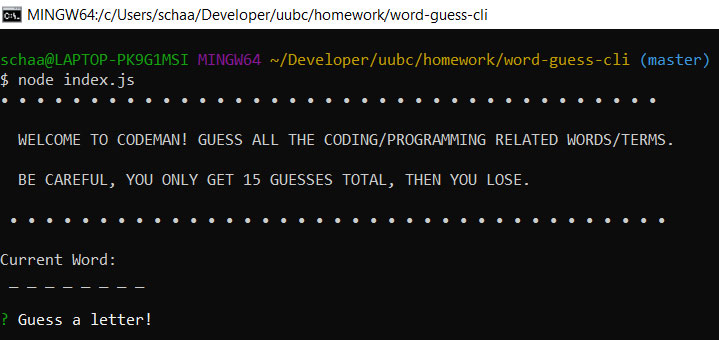 MINGW64:/c/Users/schaa/Developer/uubc/homework/word-guess-cli
schaa@LAPTOP-PK9G1MSI MINGW64 ~/Developer/uubc/homework/word-guess-cli (master)
$ node index.js
• • • • • • • • • • • • • • • • • • • • • • • • • • • • • • • • • • • • •
WELCOME TO CODEMAN! GUESS ALL THE CODING/PROGRAMMING RELATED WORDS/TERMS.
BE CAREFUL, YOU ONLY GET 15 GUESSES TOTAL, THEN YOU LOSE.
• • • • • • • • • • • • • • • • • • • • • • • • • • • • • • • • • • • • •
Current Word:
_ _ _ _ _ _ _ _
? Guess a letter!